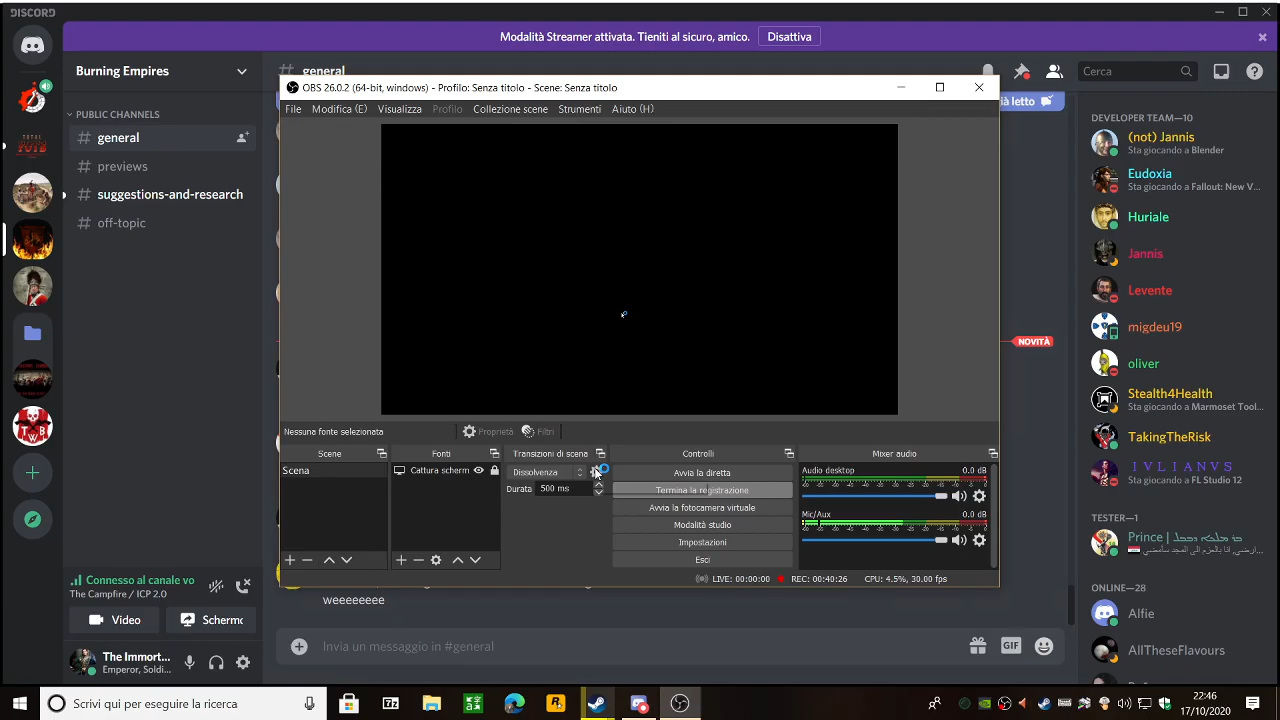 DISCORD
Modalità Streamer attivata. Tieniti al sicuro, amico. Disattiva
Burning Empires
general
Cerca
OBS 26.0.2 (64-bit, windows) - Profilo: Senza titolo - Scene: Senza titolo
File Modifica (E) Visualizza Profilo Collezione scene Strumenti Aiuto (H)
ià letto
PUBLIC CHANNELS
general
previews
suggestions-and-research
off-topic
DEVELOPER TEAM—10
(not) Jannis
Sta giocando a Blender
Eudoxia
Sta giocando a Fallout: New V...
Huriale
Jannis
Levente
migdeu19
oliver
Stealth4Health
Sta giocando a Marmoset Tool...
TakingTheRisk
IVLIANVS
Sta giocando a FL Studio 12
TESTER—1
Prince |
ONLINE—28
Alfie
AllTheseFlavours
NOVITÀ
Nessuna fonte selezionata Proprietà Filtri
Scene Fonti Transizioni di scena Controlli Mixer audio
Scena
Cattura scherm
Dissolvenza
Durata 500 ms
Avvia la diretta
Termina la registrazione
Avvia la fotocamera virtuale
Modalità studio
Impostazioni
Esci
Audio desktop 0.0 dB
Mic/Aux 0.0 dB
LIVE: 00:00:00 REC: 00:40:26 CPU: 4.5%, 30.00 fps
weeeeeeee
Connesso al canale vo
The Campfire / ICP 2.0
Video Schermo
The Immort...
Emperor, Soldi...
Invia un messaggio in #general
GIF
Scrivi qui per eseguire la ricerca
22:46
17/10/2020